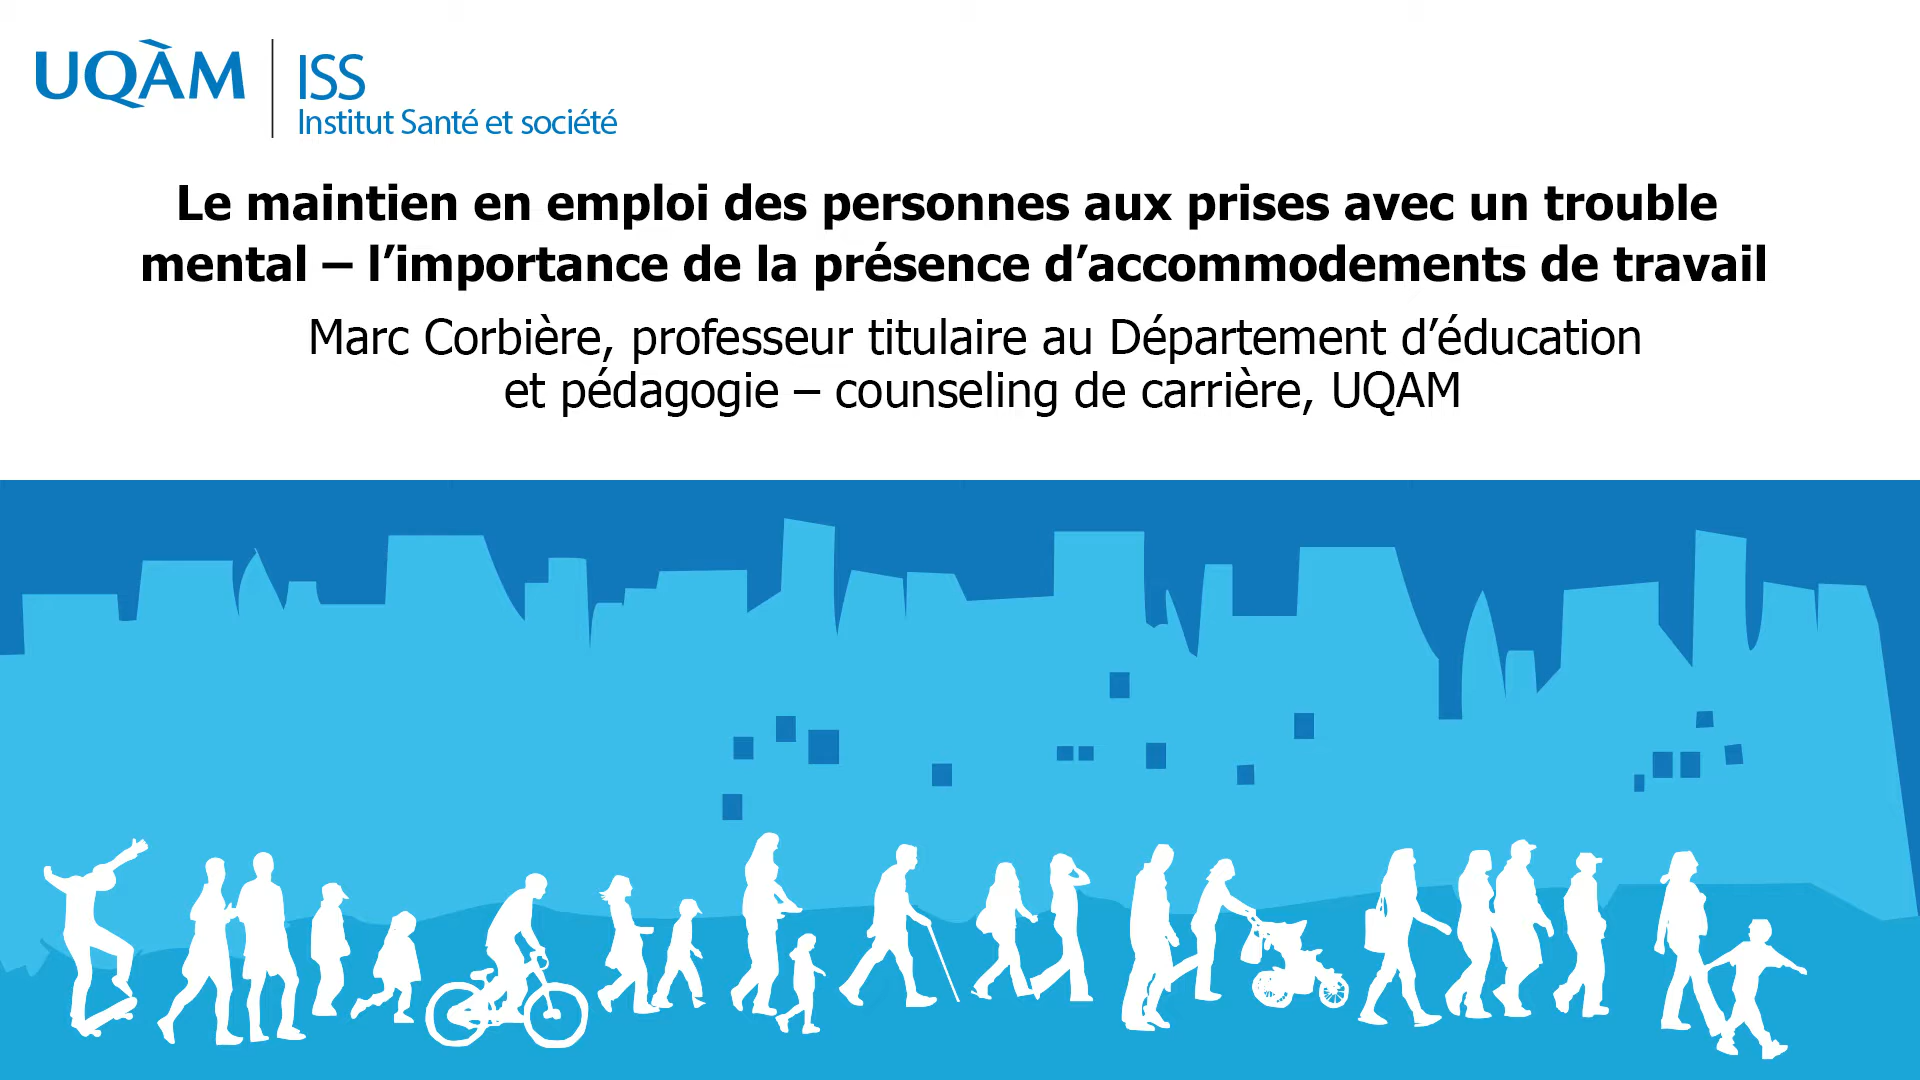 UQÀM
ISS
Institut Santé et société
Le maintien en emploi des personnes aux prises avec un trouble
mental – l’importance de la présence d’accommodements de travail
Marc Corbière, professeur titulaire au Département d’éducation
et pédagogie – counseling de carrière, UQAM